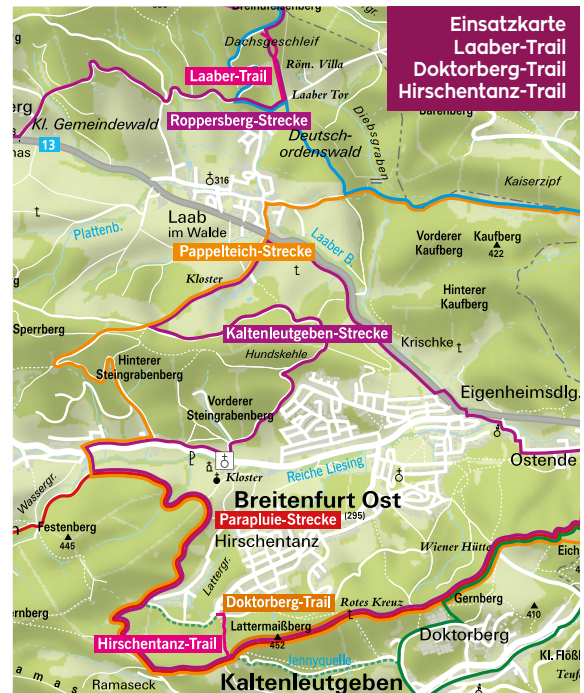 Einsatzkarte
Laaber-Trail
Doktorberg-Trail
Hirschentanz-Trail
Dachsgeschleif
Röm. Villa
Laaber-Trail
Laaber Tor
Kl. Gemeindewald
Roppersberg-Strecke
13
Deutsch-
ordenswald
Diebsgraben
Kaiserzipf
316
Laab
im Walde
Plattenb.
Laaber B.
Pappelteich-Strecke
Vorderer
Kaufberg
Kaufberg
422
Kloster
Hinterer
Kaufberg
Sperrberg
Kaltenleutgeben-Strecke
Krischke
Hundskehle
Hinterer
Steingrabenberg
Eigenheimsdlg.
Vorderer
Steingrabenberg
Ostende
Reiche Liesing
Kloster
Wassergr.
Breitenfurt Ost
Parapluie-Strecke
(295)
Festenberg
445
Hirschentanz
Wiener Hütte
Lattergr.
Eich
Doktorberg-Trail
Rotes Kreuz
Gernberg
410
Lattermaißberg
452
Doktorberg
Hirschentanz-Trail
Jennyquelle
Kl. Flößl
Teuf
Ramaseck
Kaltenleutgeben